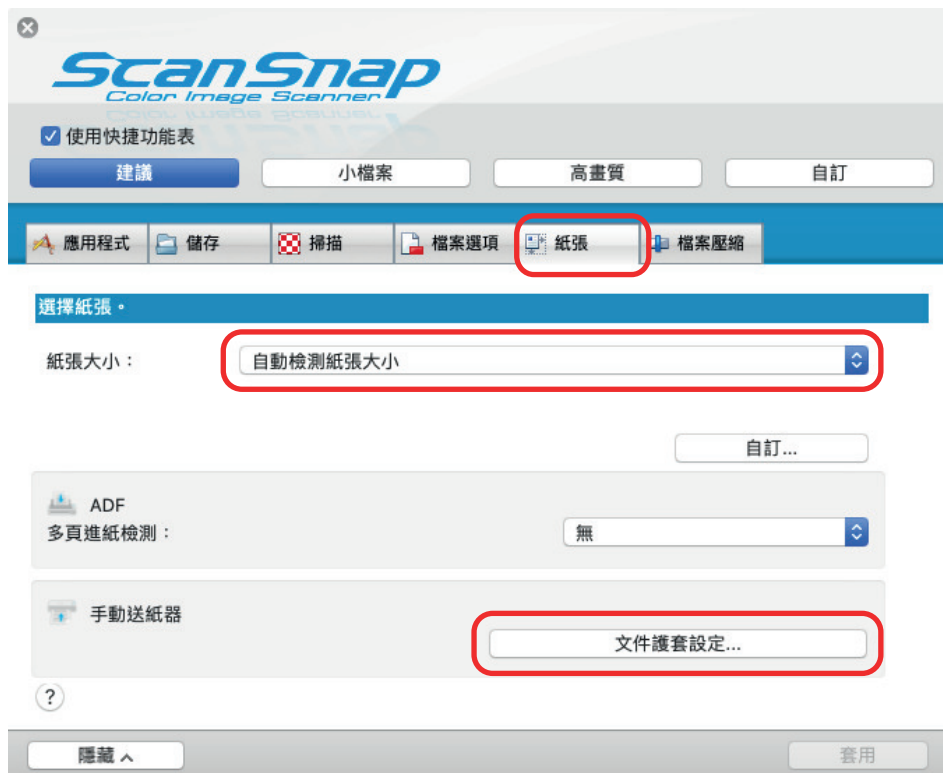 ScanSnap
Color Image Scanner
使用快捷功能表
建議 小檔案 高畫質 自訂
應用程式 儲存 掃描 檔案選項 紙張 檔案壓縮
選擇紙張。
紙張大小： 自動檢測紙張大小
自訂...
ADF
多頁進紙檢測： 無
手動送紙器
文件護套設定...
?
隱藏 套用